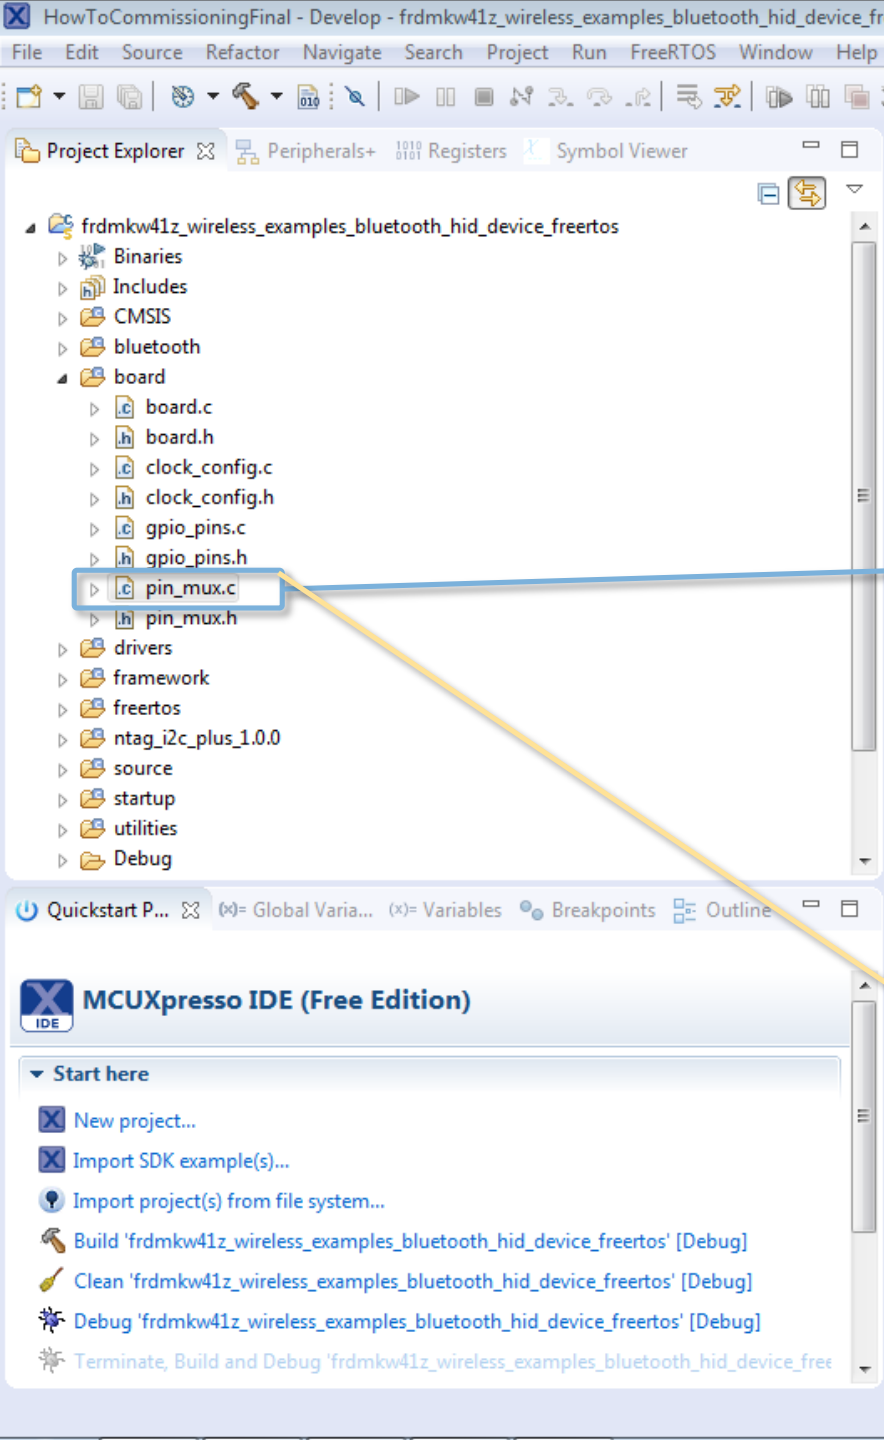 HowToCommissioningFinal - Develop - frdmkw41z_wireless_examples_bluetooth_hid_device_fr
File Edit Source Refactor Navigate Search Project Run FreeRTOS Window Help
Project Explorer Peripherals+ Registers Symbol Viewer
frdmkw41z_wireless_examples_bluetooth_hid_device_freertos
Binaries
Includes
CMSIS
bluetooth
board
board.c
board.h
clock_config.c
clock_config.h
gpio_pins.c
gpio_pins.h
pin_mux.c
pin_mux.h
drivers
framework
freertos
ntag_i2c_plus_1.0.0
source
startup
utilities
Debug
Quickstart P... (x)= Global Varia... (x)= Variables Breakpoints Outline
IDE MCUXpresso IDE (Free Edition)
Start here
New project...
Import SDK example(s)...
Import project(s) from file system...
Build 'frdmkw41z_wireless_examples_bluetooth_hid_device_freertos' [Debug]
Clean 'frdmkw41z_wireless_examples_bluetooth_hid_device_freertos' [Debug]
Debug 'frdmkw41z_wireless_examples_bluetooth_hid_device_freertos' [Debug]
Terminate, Build and Debug 'frdmkw41z_wireless_examples_bluetooth_hid_device_free